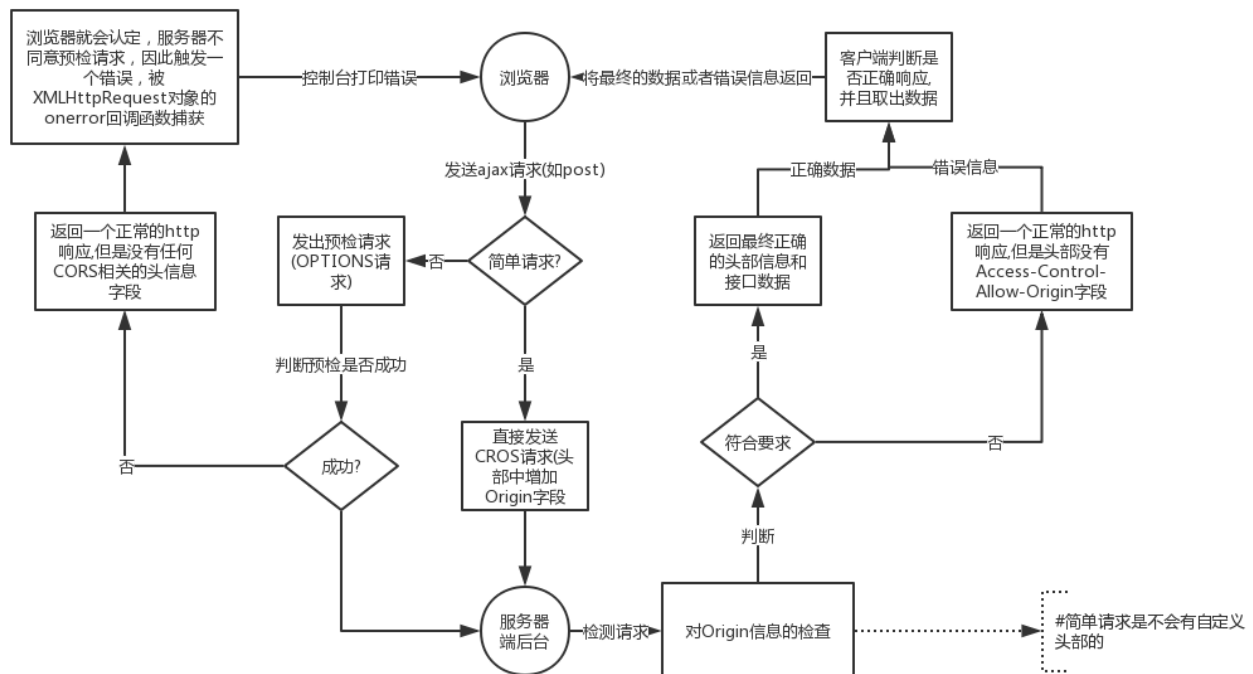 浏览器就会认定，服务器不
同意预检请求，因此触发一
个错误，被
XMLHttpRequest对象的
onerror回调函数捕获
控制台打印错误
浏览器
将最终的数据或者错误信息返回
客户端判断是
否正确响应,
并且取出数据
发送ajax请求(如post)
正确数据
错误信息
返回一个正常的http
响应,但是没有任何
CORS相关的头信息
字段
发出预检请求
(OPTIONS请
求)
否
简单请求?
返回最终正确
的头部信息和
接口数据
返回一个正常的http
响应,但是头部没有
Access-Control-
Allow-Origin字段
判断预检是否成功
是
是
否
成功?
直接发送
CROS请求(头
部中增加
Origin字段
符合要求
否
判断
服务器
端后台
检测请求
对Origin信息的检查
#简单请求是不会有自定义
头部的